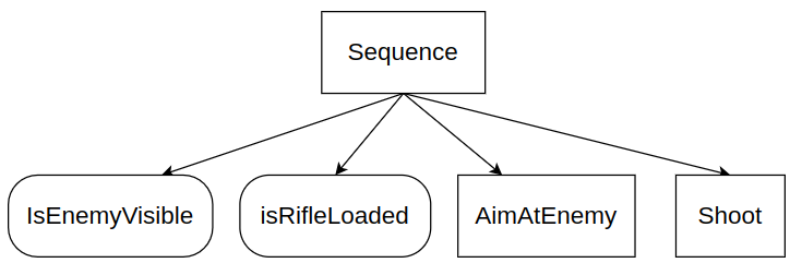 Sequence
IsEnemyVisible
isRifleLoaded
AimAtEnemy
Shoot